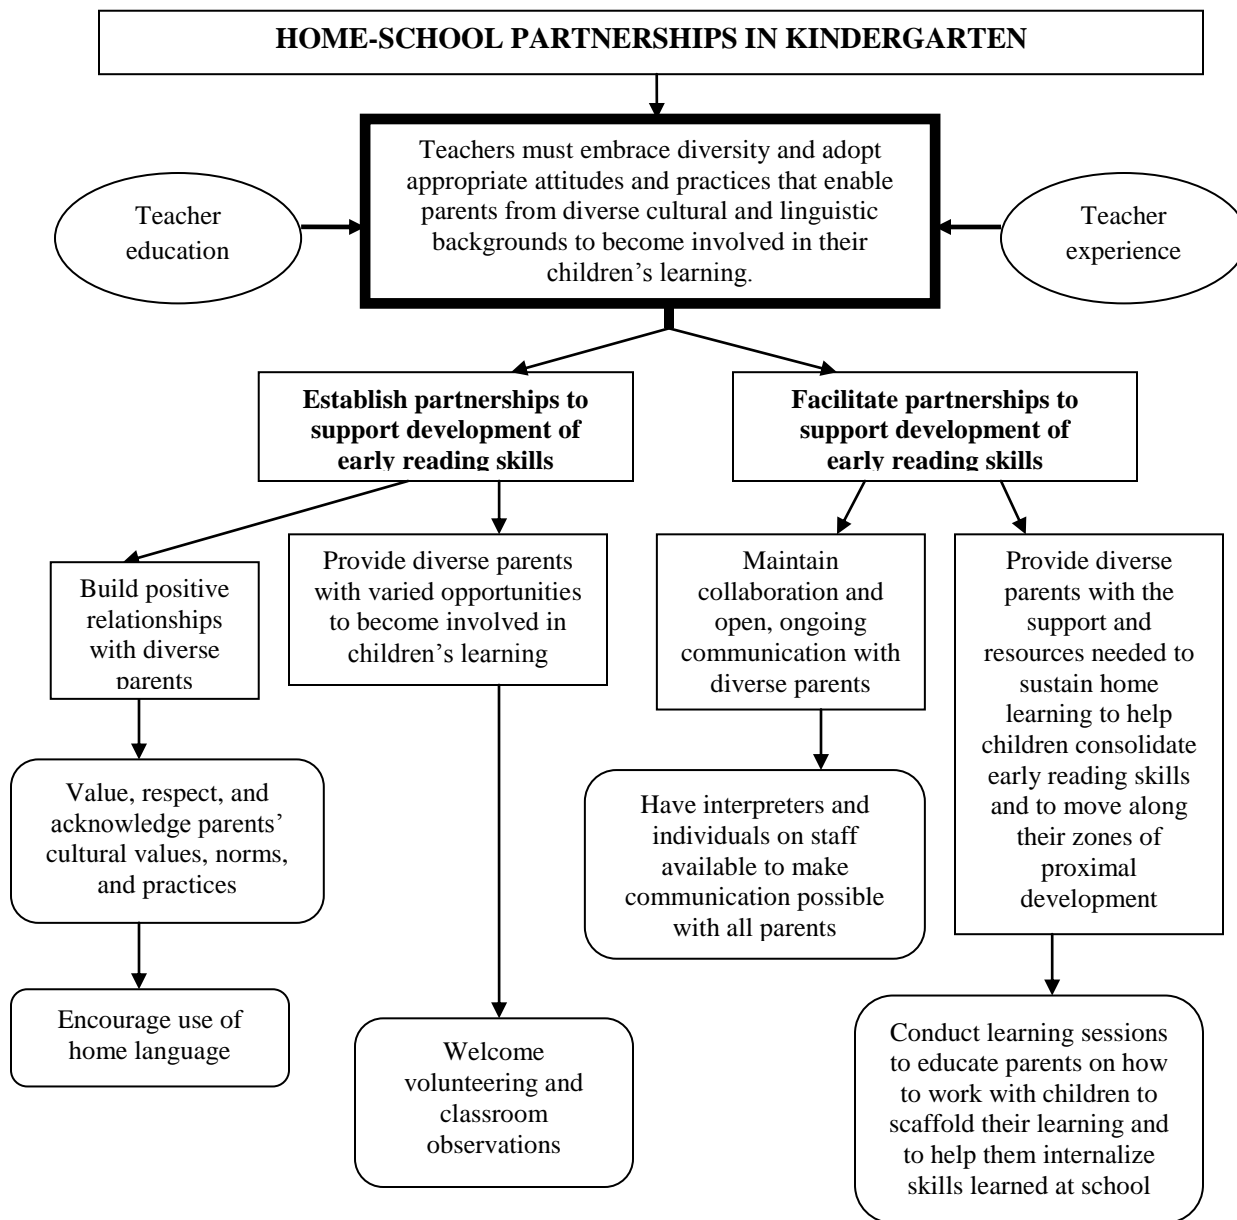 HOME-SCHOOL PARTNERSHIPS IN KINDERGARTEN
Teachers must embrace diversity and adopt
appropriate attitudes and practices that enable
parents from diverse cultural and linguistic
backgrounds to become involved in their
children’s learning.
Teacher
education
Teacher
experience
Establish partnerships to
support development of
early reading skills
Facilitate partnerships to
support development of
early reading skills
Build positive
relationships
with diverse
parents
Provide diverse parents
with varied opportunities
to become involved in
children’s learning
Maintain
collaboration and
open, ongoing
communication with
diverse parents
Provide diverse
parents with the
support and
resources needed to
sustain home
learning to help
children consolidate
early reading skills
and to move along
their zones of
proximal
development
Value, respect, and
acknowledge parents’
cultural values, norms,
and practices
Have interpreters and
individuals on staff
available to make
communication possible
with all parents
Encourage use of
home language
Welcome
volunteering and
classroom
observations
Conduct learning sessions
to educate parents on how
to work with children to
scaffold their learning and
to help them internalize
skills learned at school